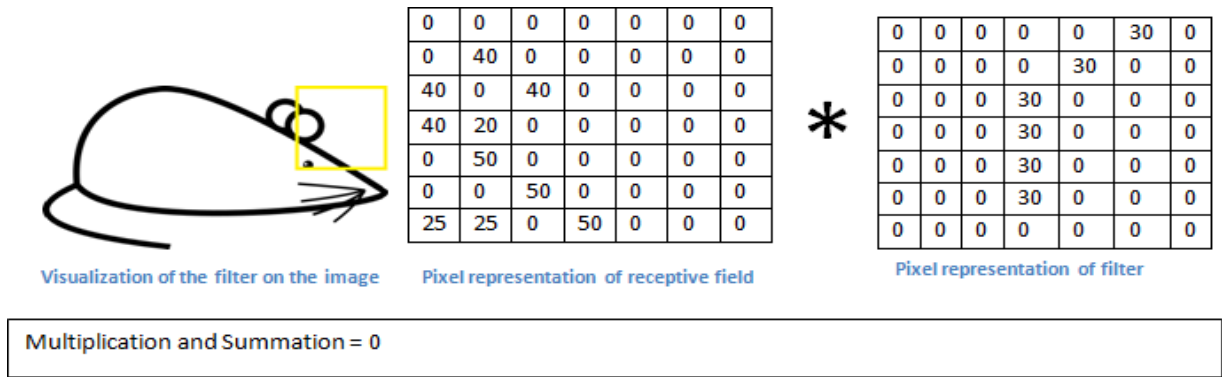 0 0 0 0 0 0 0
0 40 0 0 0 0 0
40 0 40 0 0 0 0
40 20 0 0 0 0 0
0 50 0 0 0 0 0
0 0 50 0 0 0 0
25 25 0 50 0 0 0
*
0 0 0 0 0 30 0
0 0 0 0 30 0 0
0 0 0 30 0 0 0
0 0 0 30 0 0 0
0 0 0 30 0 0 0
0 0 0 30 0 0 0
0 0 0 0 0 0 0
Visualization of the filter on the image
Pixel representation of receptive field
Pixel representation of filter
Multiplication and Summation = 0